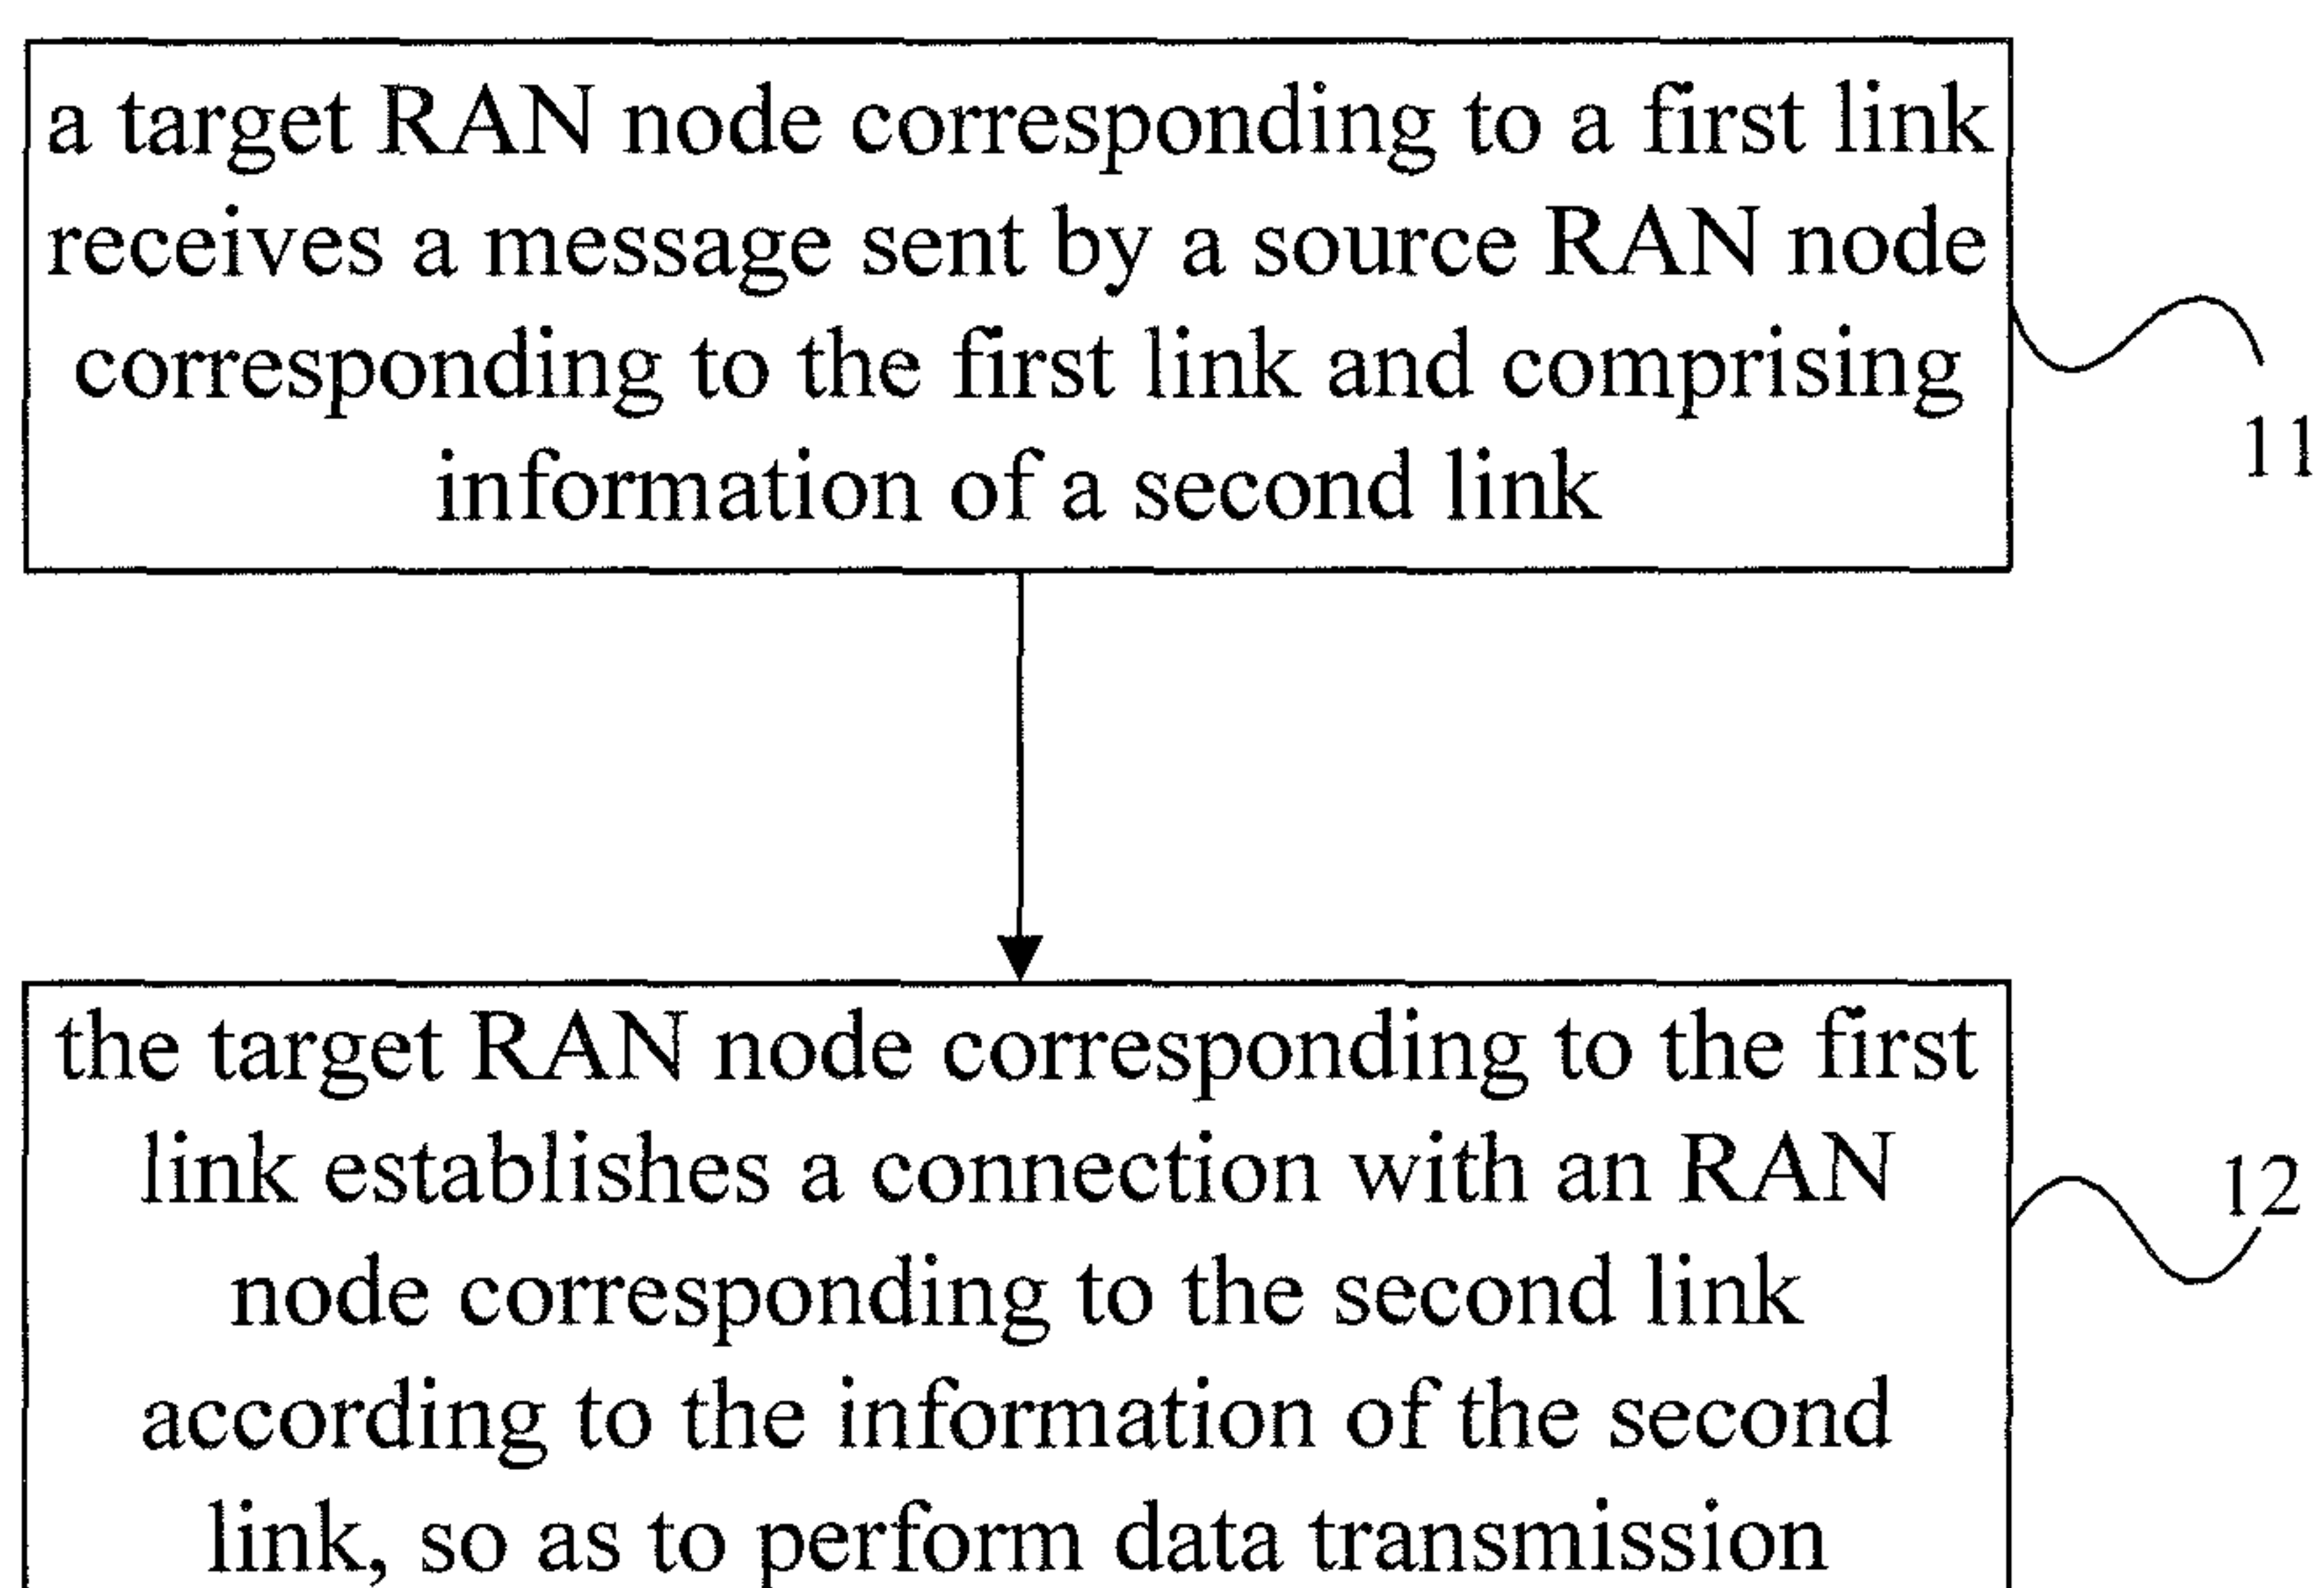 a target RAN node corresponding to a first link
receives a message sent by a source RAN node
corresponding to the first link and comprising
information of a second link
11
the target RAN node corresponding to the first
link establishes a connection with an RAN
node corresponding to the second link
according to the information of the second
link, so as to perform data transmission
12